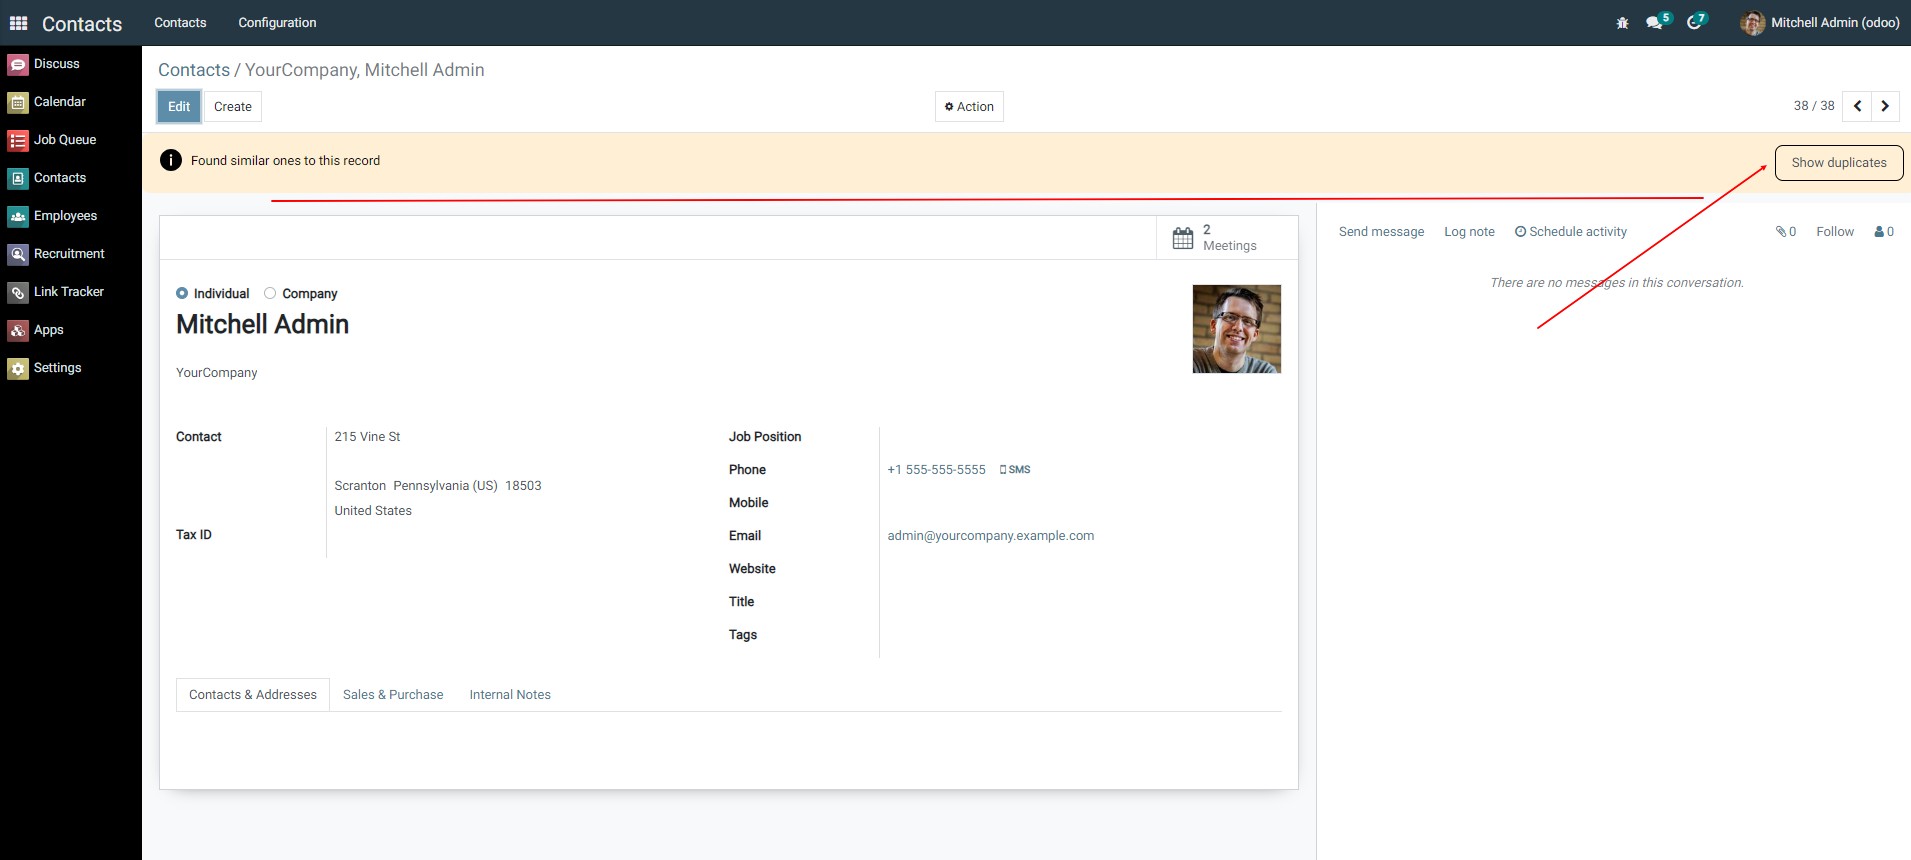 Contacts
Contacts
Configuration
5
7
Mitchell Admin (odoo)
Discuss
Calendar
Job Queue
Contacts
Employees
Recruitment
Link Tracker
Apps
Settings
Contacts / YourCompany, Mitchell Admin
Edit
Create
Action
38 / 38
Found similar ones to this record
Show duplicates
2
Meetings
Individual
Company
Mitchell Admin
YourCompany
Contact
215 Vine St
Scranton Pennsylvania (US) 18503
United States
Tax ID
Job Position
Phone
+1 555-555-5555 SMS
Mobile
Email
admin@yourcompany.example.com
Website
Title
Tags
Contacts & Addresses
Sales & Purchase
Internal Notes
Send message
Log note
Schedule activity
0
Follow
0
There are no messages in this conversation.